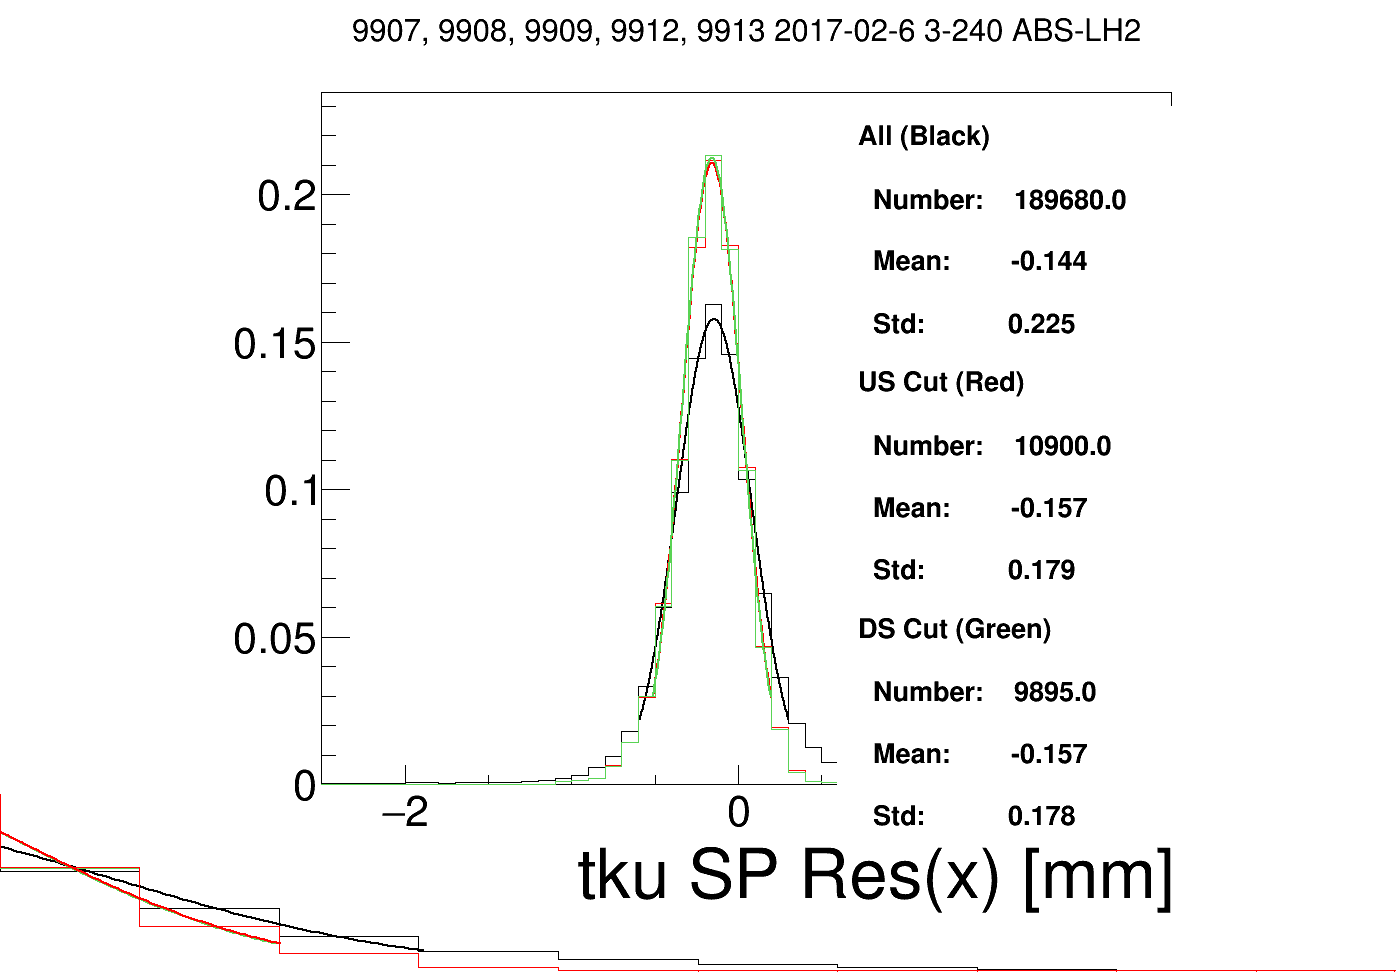 9907, 9908, 9909, 9912, 9913 2017-02-6 3-240 ABS-LH2
All (Black)
0.2
Number: 189680.0
Mean: -0.144
Std: 0.225
0.15
US Cut (Red)
Number: 10900.0
0.1
Mean: -0.157
Std: 0.179
0.05
DS Cut (Green)
Number: 9895.0
Mean: -0.157
0
Std: 0.178
−2 0
tku SP Res(x) [mm]